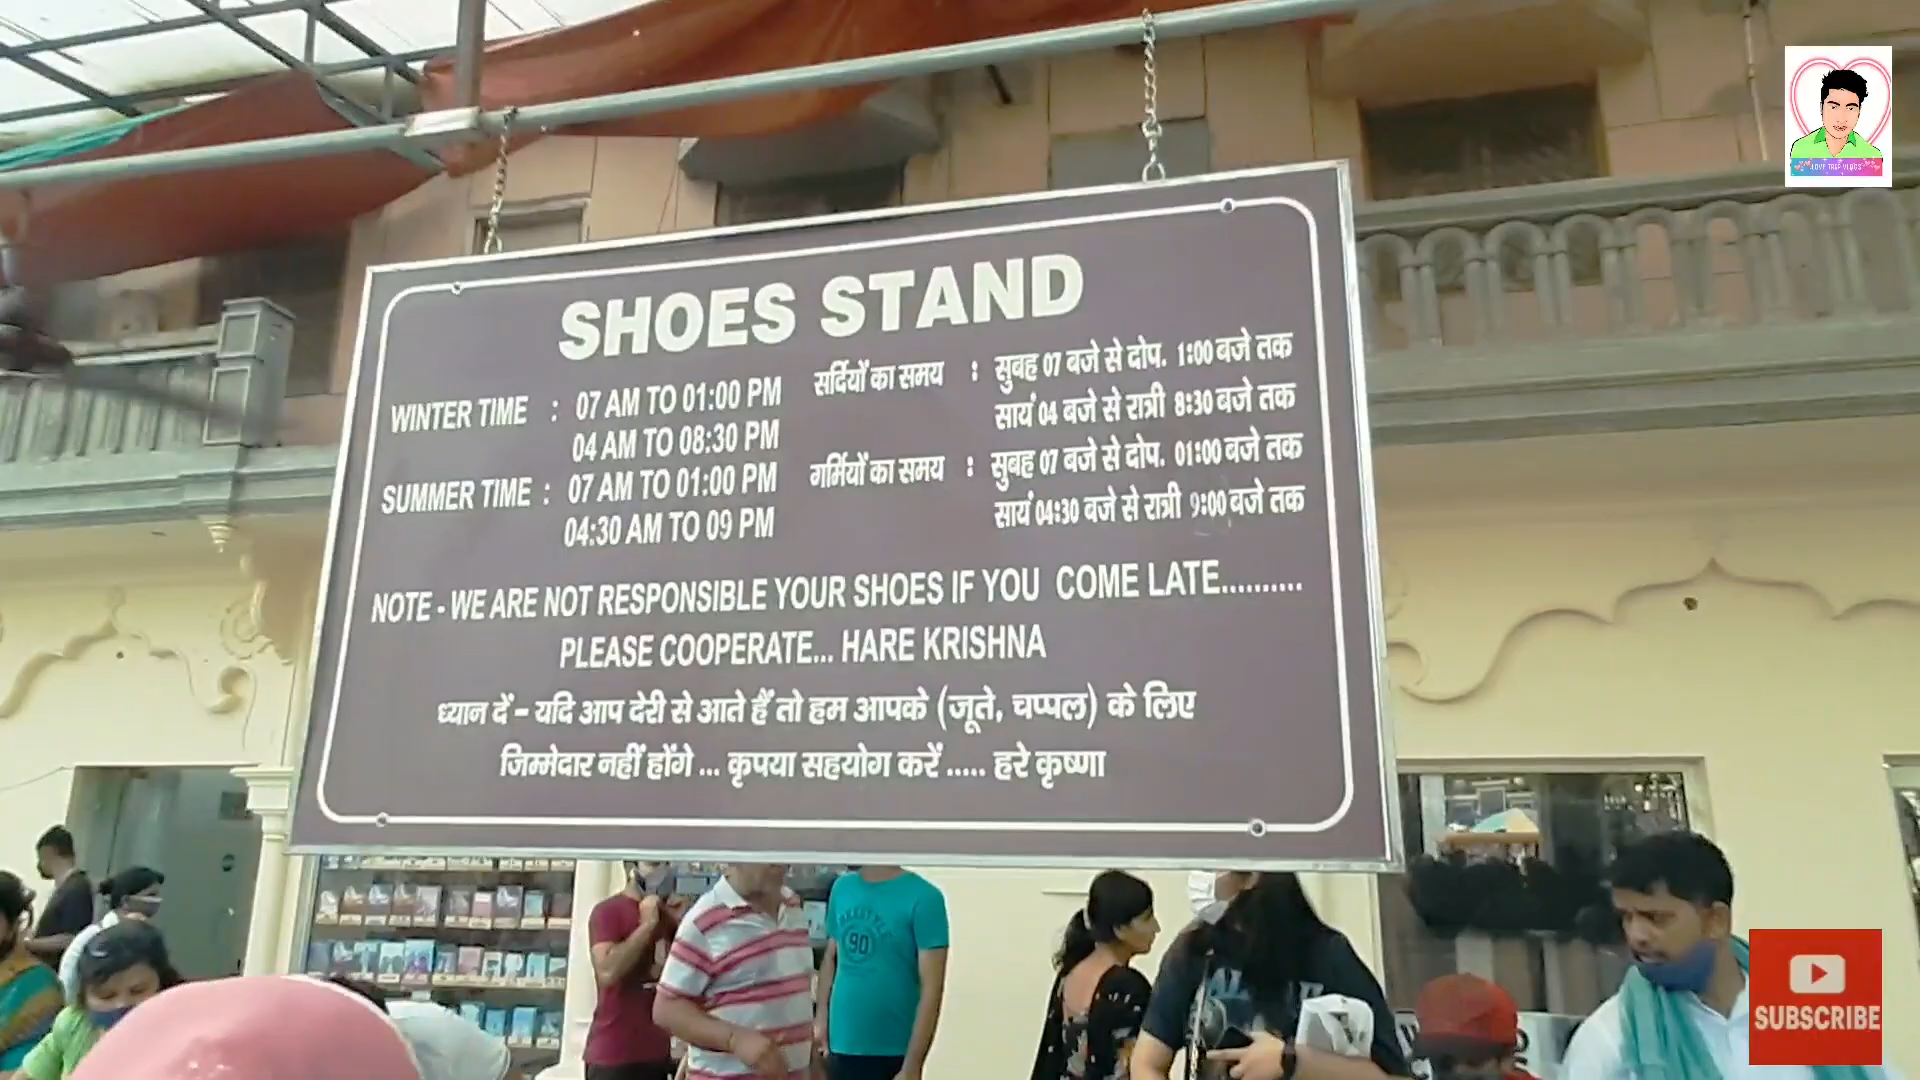 SHOES STAND
WINTER TIME : 07 AM TO 01:00 PM
04 AM TO 08:30 PM
SUMMER TIME : 07 AM TO 01:00 PM
04:30 AM TO 09 PM
सर्दियों का समय : सुबह 07 बजे से दोप. 1:00 बजे तक
सायं 04 बजे से रात्री 8:30 बजे तक
गर्मियों का समय : सुबह 07 बजे से दोप. 01:00 बजे तक
सायं 04:30 बजे से रात्री 9:00 बजे तक
NOTE - WE ARE NOT RESPONSIBLE YOUR SHOES IF YOU COME LATE..........
PLEASE COOPERATE... HARE KRISHNA
ध्यान दें - यदि आप देरी से आते हैं तो हम आपके (जूते, चप्पल) के लिए
जिम्मेदार नहीं होंगे ... कृपया सहयोग करें ..... हरे कृष्णा
LOVE TRIP VLOGS
90
SUBSCRIBE